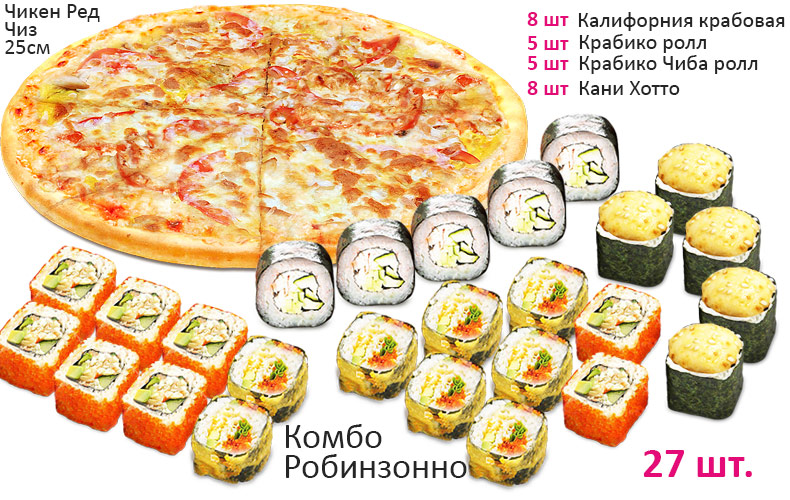 Чикен Ред
Чиз
25см
8 шт Калифорния крабовая
5 шт Крабико ролл
5 шт Крабико Чиба ролл
8 шт Кани Хотто
Комбо
Робинзонно
27 шт.